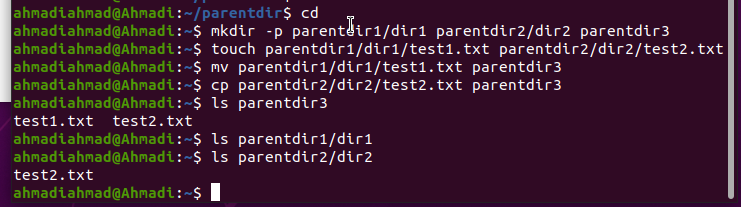 ahmadiahmad@Ahmadi:~/parentdir$ cd
ahmadiahmad@Ahmadi:~$ mkdir -p parentdir1/dir1 parentdir2/dir2 parentdir3
ahmadiahmad@Ahmadi:~$ touch parentdir1/dir1/test1.txt parentdir2/dir2/test2.txt
ahmadiahmad@Ahmadi:~$ mv parentdir1/dir1/test1.txt parentdir3
ahmadiahmad@Ahmadi:~$ cp parentdir2/dir2/test2.txt parentdir3
ahmadiahmad@Ahmadi:~$ ls parentdir3
test1.txt  test2.txt
ahmadiahmad@Ahmadi:~$ ls parentdir1/dir1
ahmadiahmad@Ahmadi:~$ ls parentdir2/dir2
test2.txt
ahmadiahmad@Ahmadi:~$